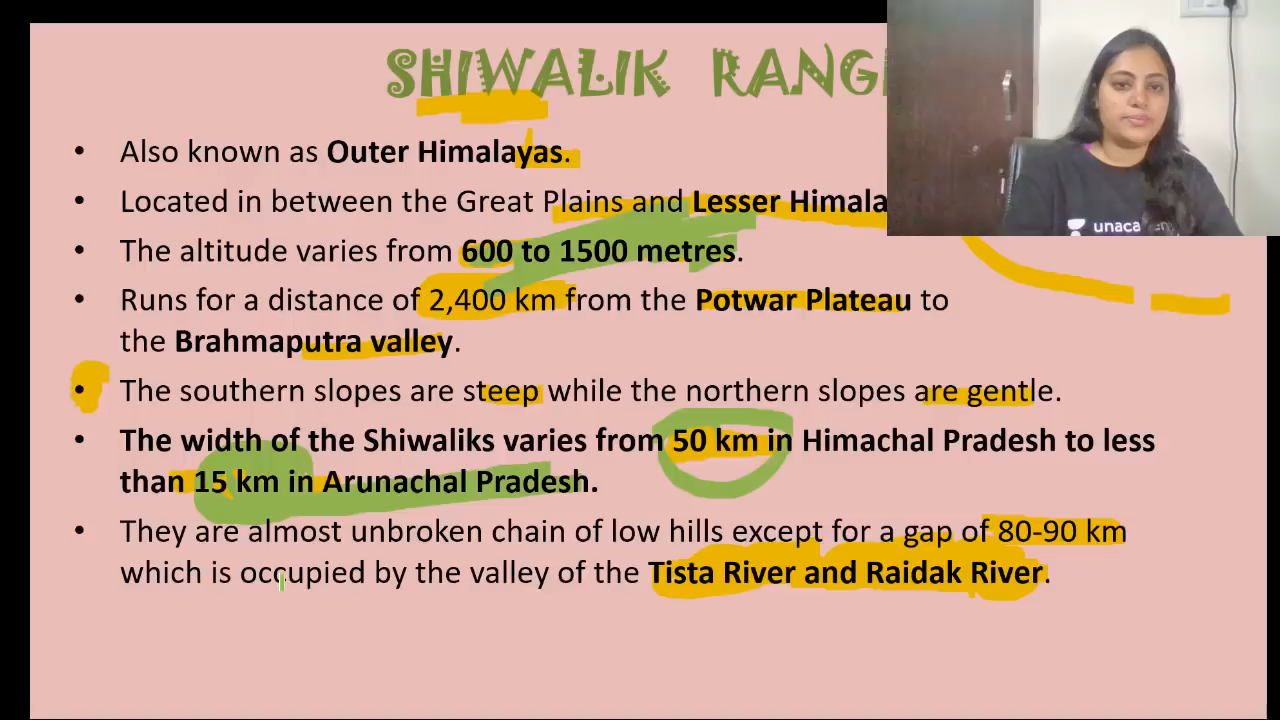 SHIWALIK RANG
• Also known as Outer Himalayas.
• Located in between the Great Plains and Lesser Himala
• The altitude varies from 600 to 1500 metres.
• Runs for a distance of 2,400 km from the Potwar Plateau to
the Brahmaputra valley.
• The southern slopes are steep while the northern slopes are gentle.
• The width of the Shiwaliks varies from 50 km in Himachal Pradesh to less
than 15 km in Arunachal Pradesh.
• They are almost unbroken chain of low hills except for a gap of 80-90 km
which is occupied by the valley of the Tista River and Raidak River.
unaca